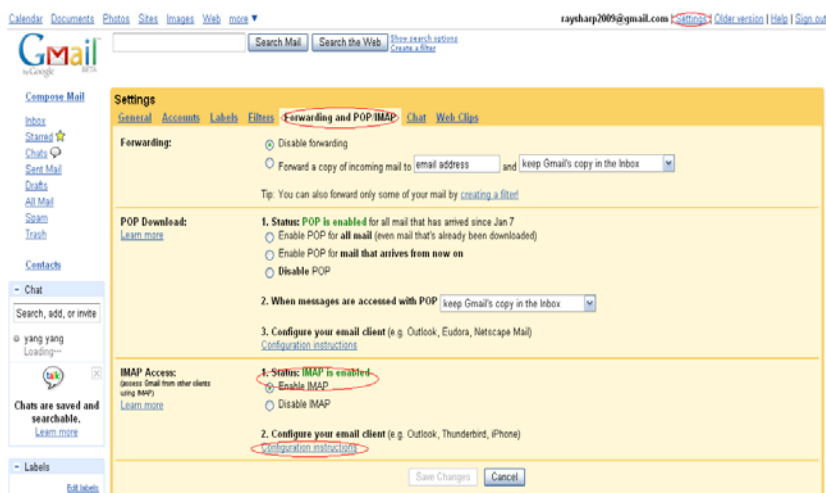 Calendar Documents Photos Sites Images Web more ▼
raysharp2009@gmail.com | Settings | Older version | Help | Sign out
Gmail
by Google BETA
Search Mail Search the Web Show search options
Create a filter
Compose Mail
Inbox
Starred
Chats
Sent Mail
Drafts
All Mail
Spam
Trash
Contacts
- Chat
Search, add, or invite
yang yang
Loading...
talk
Chats are saved and
searchable.
Learn more
- Labels
Edit labels
Settings
General Accounts Labels Filters Forwarding and POP/IMAP Chat Web Clips
Forwarding:
Disable forwarding
Forward a copy of incoming mail to email address and keep Gmail's copy in the Inbox
Tip: You can also forward only some of your mail by creating a filter!
POP Download:
Learn more
1. Status: POP is enabled for all mail that has arrived since Jan 7
Enable POP for all mail (even mail that's already been downloaded)
Enable POP for mail that arrives from now on
Disable POP
2. When messages are accessed with POP keep Gmail's copy in the Inbox
3. Configure your email client (e.g. Outlook, Eudora, Netscape Mail)
Configuration instructions
IMAP Access:
(access Gmail from other clients
using IMAP)
Learn more
1. Status: IMAP is enabled
Enable IMAP
Disable IMAP
2. Configure your email client (e.g. Outlook, Thunderbird, iPhone)
Configuration instructions
Save Changes Cancel